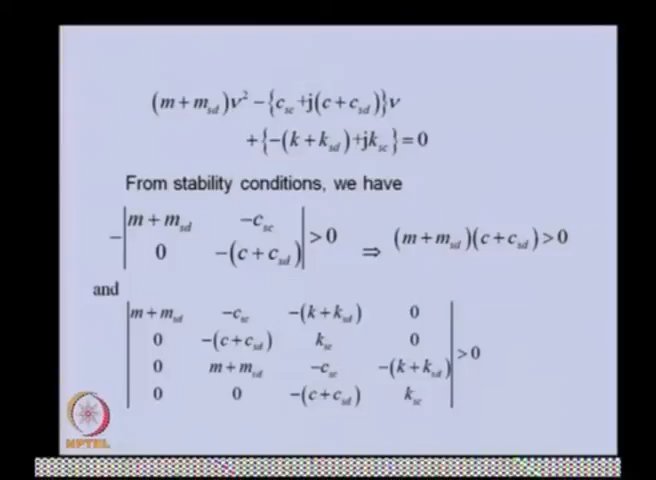 (m + m_sd)ν² − {c_sc + j(c + c_sd)}ν
+ {−(k + k_sd) + jk_sc} = 0
From stability conditions, we have
−| m + m_sd   −c_sc | > 0   ⇒   (m + m_sd)(c + c_sd) > 0
| 0   −(c + c_sd) |
and
| m + m_sd   −c_sc   −(k + k_sd)   0 |
| 0   −(c + c_sd)   k_sc   0 | > 0
| 0   m + m_sd   −c_sc   −(k + k_sd) |
| 0   0   −(c + c_sd)   k_sc |
NPTEL